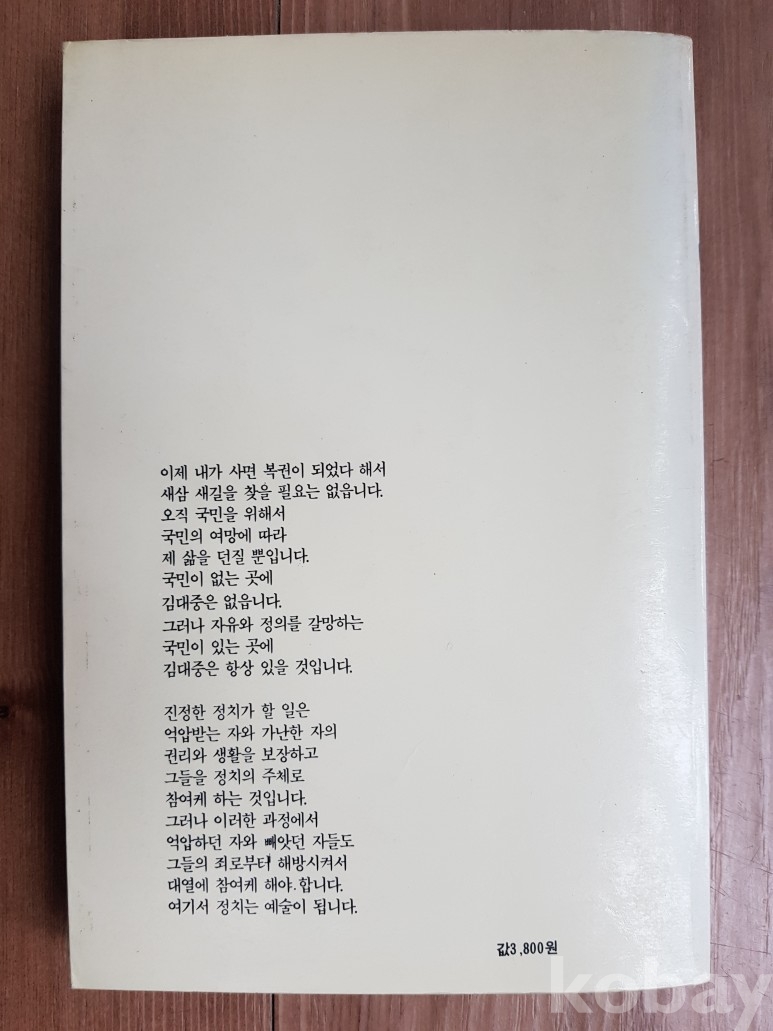 이제 내가 사면 복권이 되었다 해서
새삼 새길을 찾을 필요는 없읍니다.
오직 국민을 위해서
국민의 여망에 따라
제 삶을 던질 뿐입니다.
국민이 없는 곳에
김대중은 없읍니다.
그러나 자유와 정의를 갈망하는
국민이 있는 곳에
김대중은 항상 있을 것입니다.
진정한 정치가 할 일은
억압받는 자와 가난한 자의
권리와 생활을 보장하고
그들을 정치의 주체로
참여케 하는 것입니다.
그러나 이러한 과정에서
억압하던 자와 빼앗던 자들도
그들의 죄로부터 해방시켜서
대열에 참여케 해야 합니다.
여기서 정치는 예술이 됩니다.
값3,800원
kobay